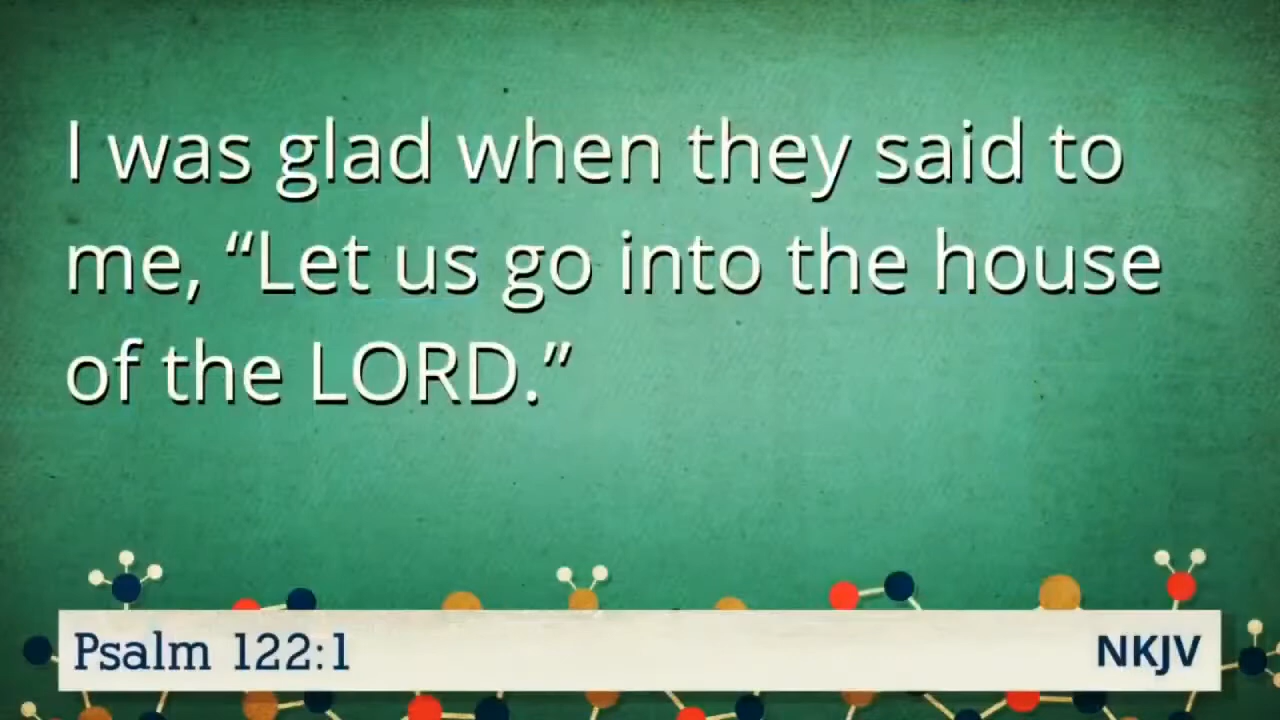 I was glad when they said to
me, “Let us go into the house
of the LORD.”
Psalm 122:1
NKJV